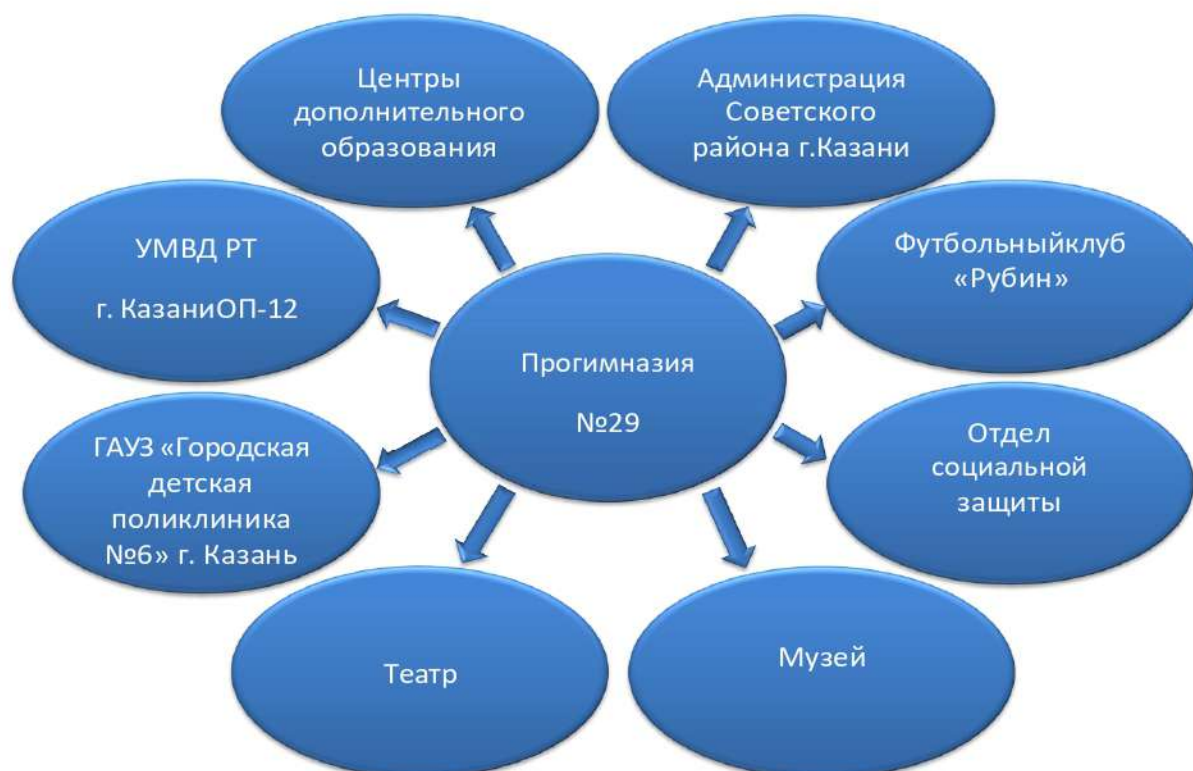 Центры
дополнительного
образования
Администрация
Советского
района г.Казани
УМВД РТ
г. КазаниОП-12
Футбольныйклуб
«Рубин»
Прогимназия
№29
ГАУЗ «Городская
детская
поликлиника
№6» г. Казань
Отдел
социальной
защиты
Театр
Музей